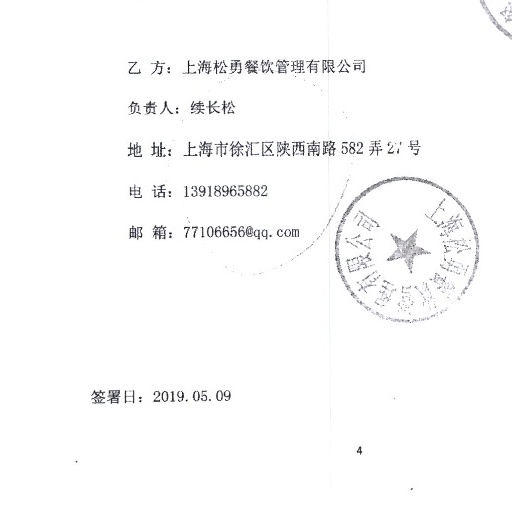 乙 方：上海松勇餐饮管理有限公司
负责人：续长松
地 址：上海市徐汇区陕西南路 582 弄 27 号
电 话：13918965882
邮 箱：77106656@qq.com
上海松勇餐饮管理有限公司
签署日：2019.05.09
4